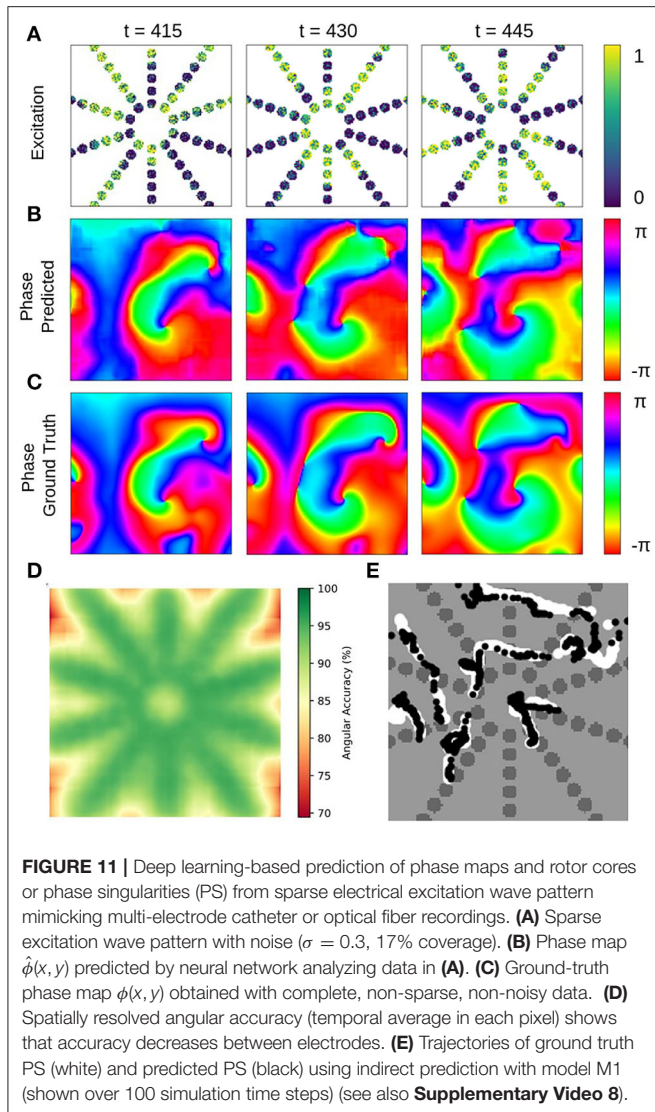 A
t = 415
t = 430
t = 445
Excitation
1
0
B
Phase
Predicted
π
-π
C
Phase
Ground Truth
π
-π
D
100
95
90
85
80
75
70
Angular Accuracy (%)
E
FIGURE 11 | Deep learning-based prediction of phase maps and rotor cores
or phase singularities (PS) from sparse electrical excitation wave pattern
mimicking multi-electrode catheter or optical fiber recordings. (A) Sparse
excitation wave pattern with noise (σ = 0.3, 17% coverage). (B) Phase map
ϕ̂(x, y) predicted by neural network analyzing data in (A). (C) Ground-truth
phase map ϕ(x, y) obtained with complete, non-sparse, non-noisy data. (D)
Spatially resolved angular accuracy (temporal average in each pixel) shows
that accuracy decreases between electrodes. (E) Trajectories of ground truth
PS (white) and predicted PS (black) using indirect prediction with model M1
(shown over 100 simulation time steps) (see also Supplementary Video 8).